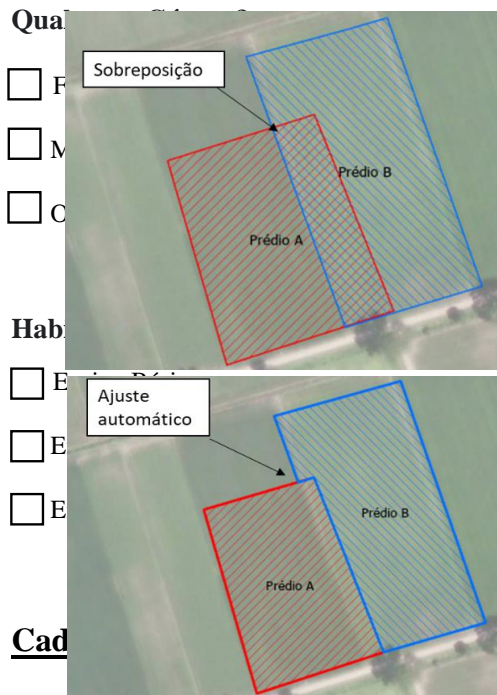 Qual
Sobreposição
F
M
Prédio B
O
Prédio A
Habi
E
Ajuste
automático
E
Prédio B
E
Prédio A
Cad